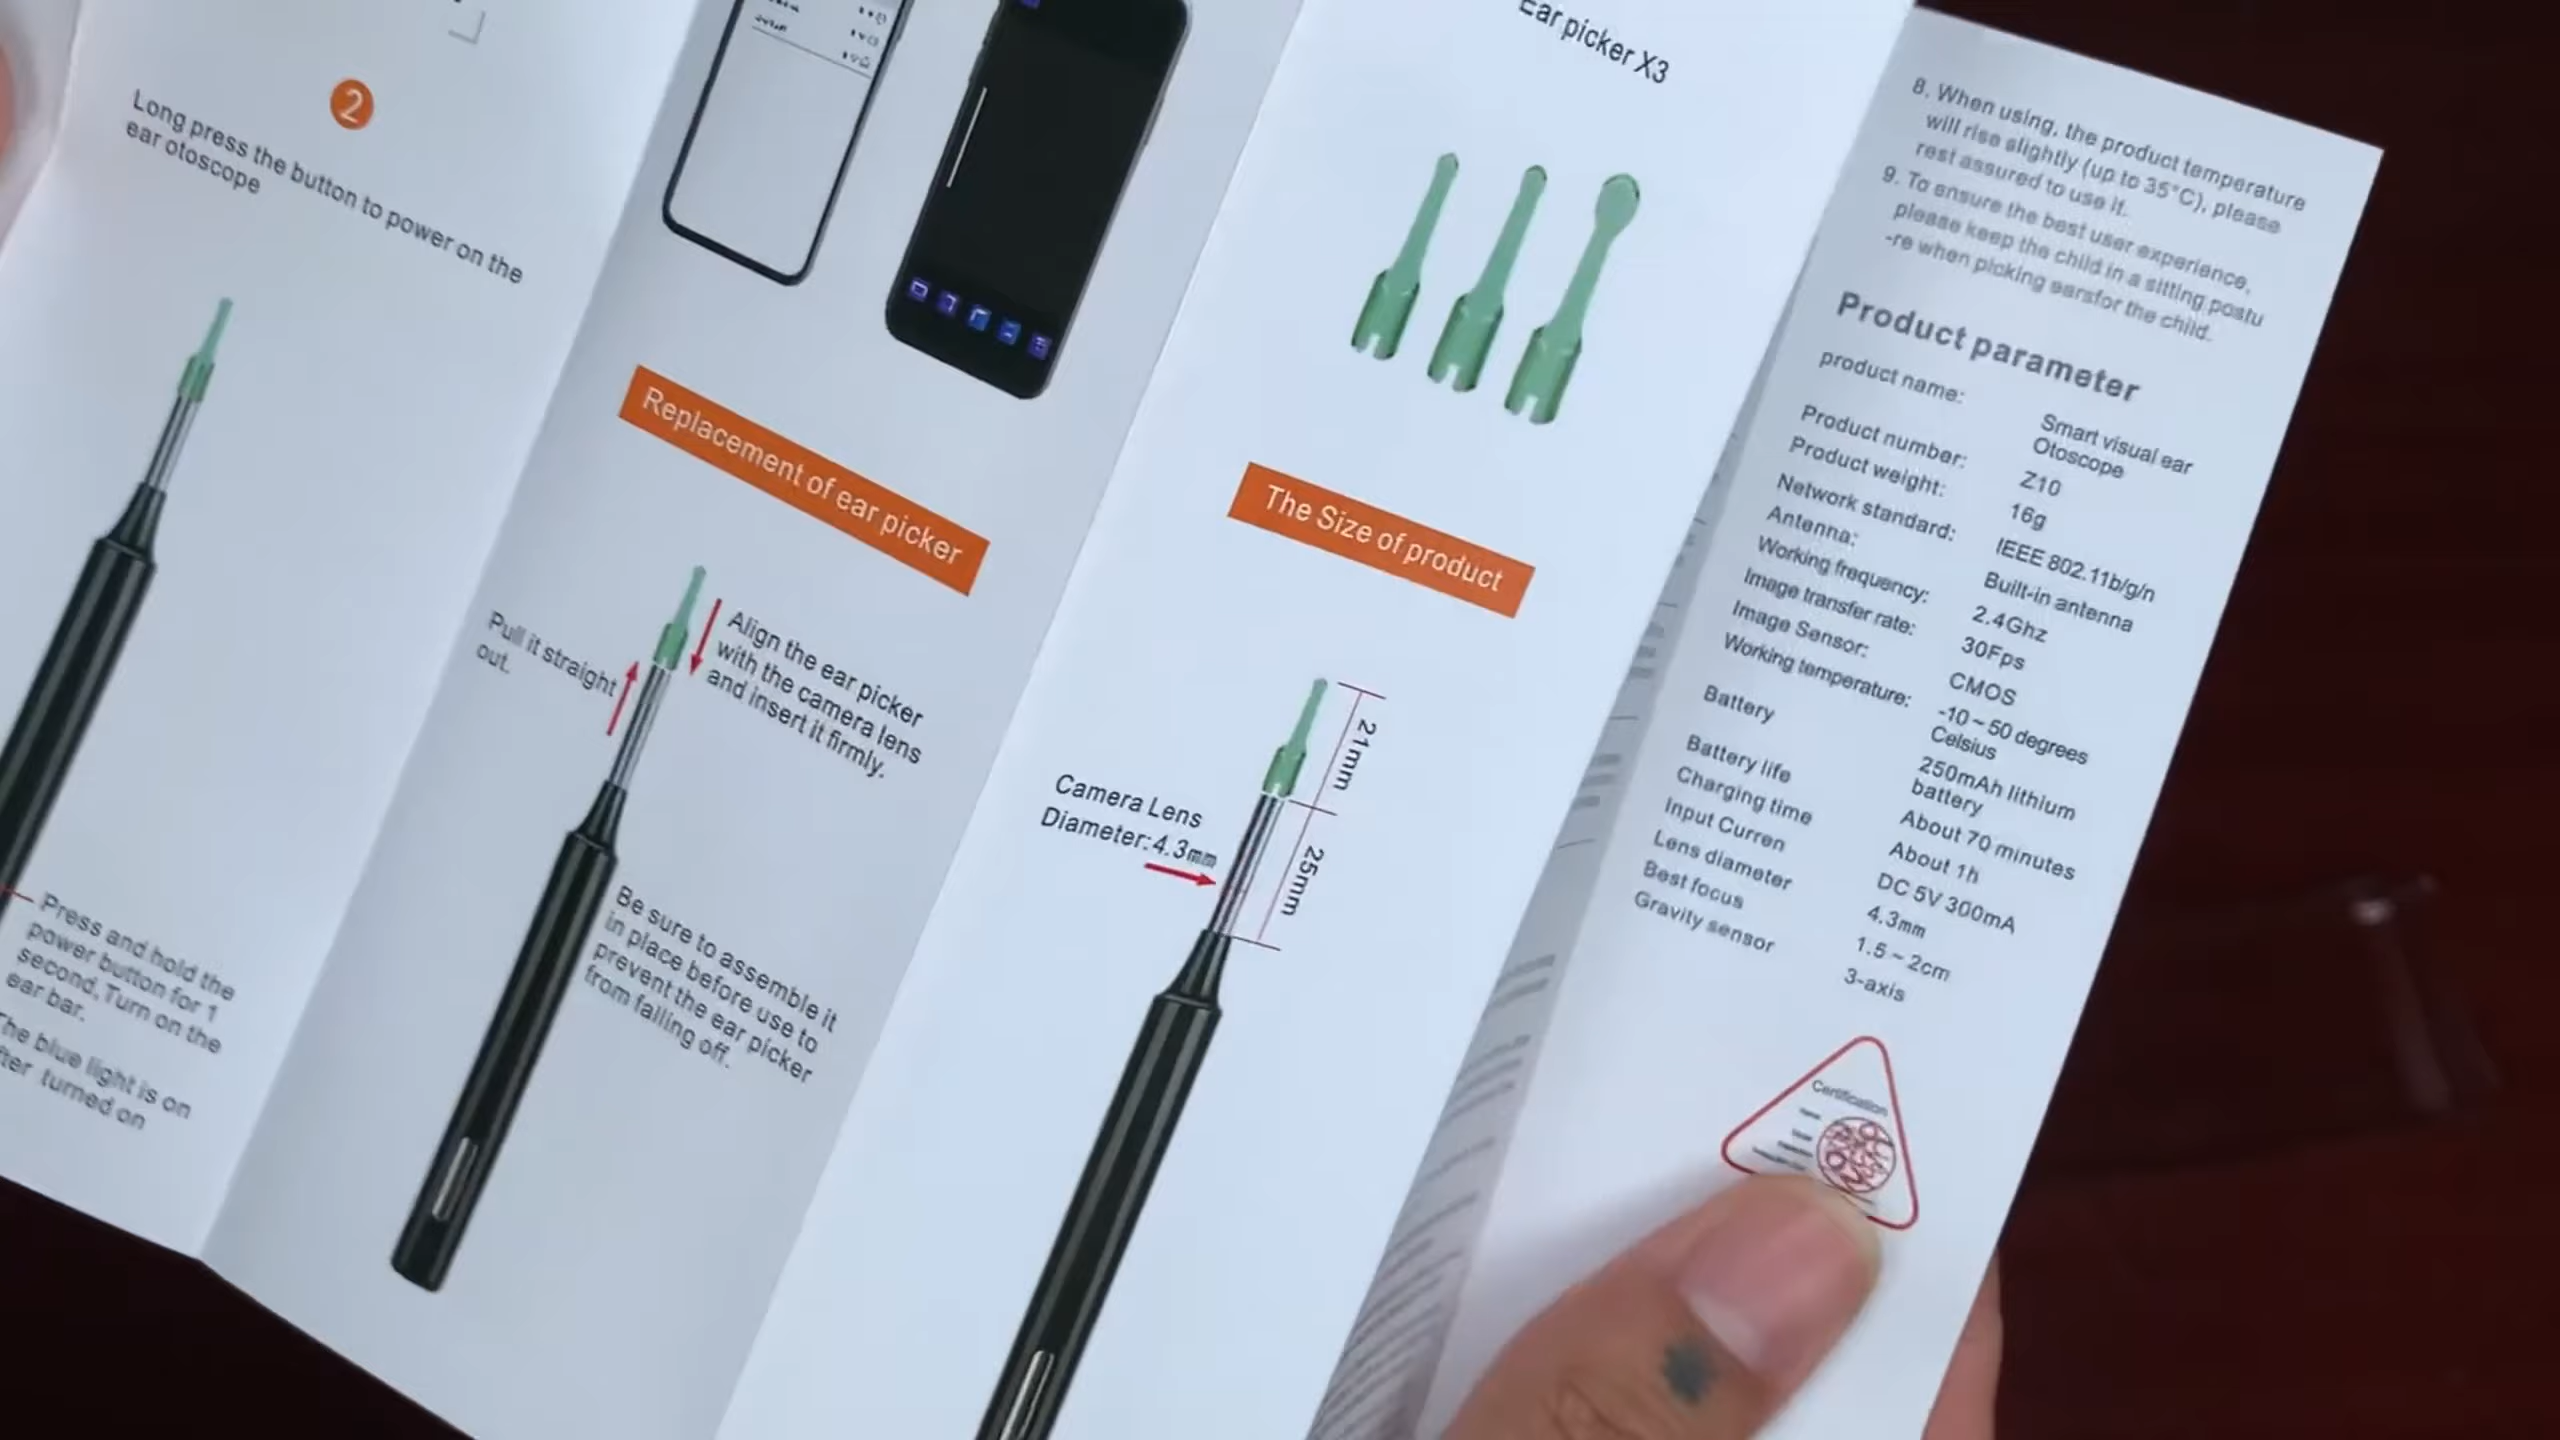 2
Long press the button to power on the
ear otoscope
Press and hold the
power button for 1
second. Turn on the
ear bar.
The blue light is on
turned on
Replacement of ear picker
Pull it straight
out.
Align the ear picker
with the camera lens
and insert it firmly.
Be sure to assemble it
in place before use to
prevent the ear picker
from falling off.
Ear picker X3
The Size of product
21mm
25mm
Camera Lens
Diameter:4.3mm
8. When using, the product temperature
will rise slightly (up to 35°C), please
rest assured to use it.
9. To ensure the best user experience,
please keep the child in a sitting postu
-re when picking earsfor the child.
Product parameter
product name: Smart visual ear
Otoscope
Product number: Z10
Product weight: 16g
Network standard: IEEE 802.11b/g/n
Antenna: Built-in antenna
Working frequency: 2.4Ghz
Image transfer rate: 30Fps
Image Sensor: CMOS
Working temperature: -10~50 degrees
Celsius
Battery 250mAh lithium
battery
Battery life About 70 minutes
Charging time About 1h
Input Curren DC 5V 300mA
Lens diameter 4.3mm
Best focus 1.5~2cm
Gravity sensor 3-axis
Certification